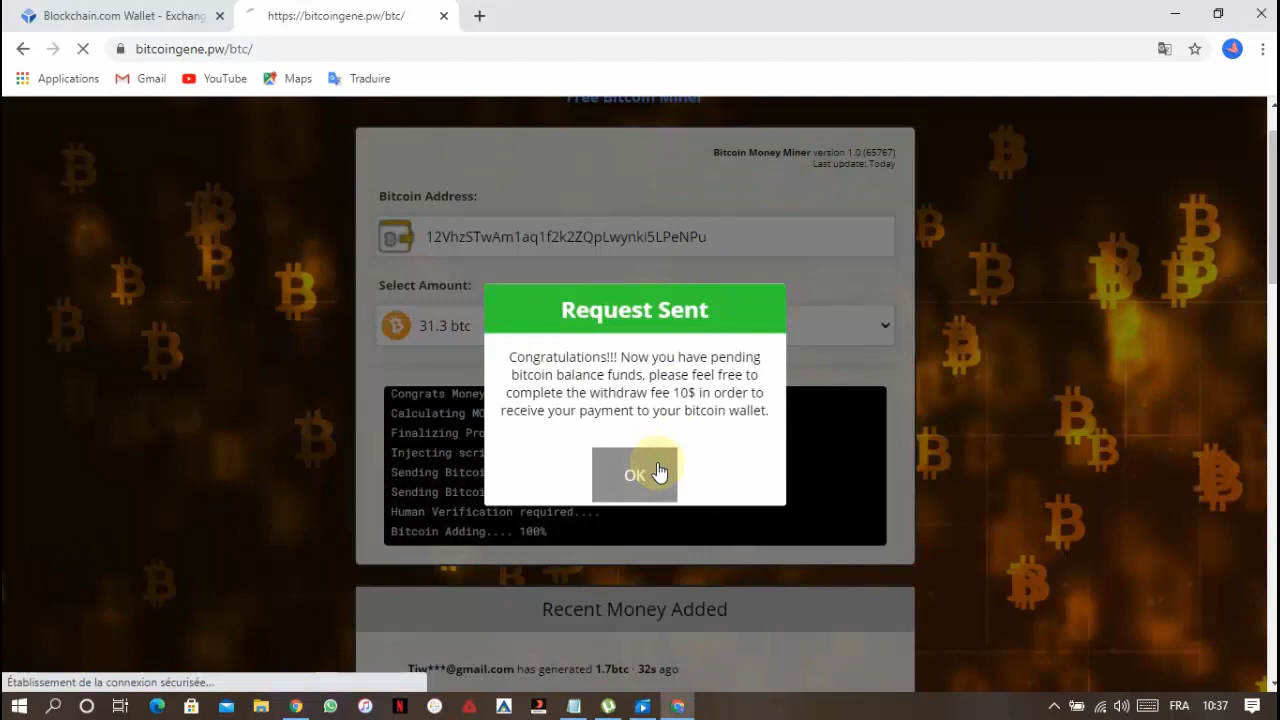 Blockchain.com Wallet - Exchang
https://bitcoingene.pw/btc/
bitcoingene.pw/btc/
Applications Gmail YouTube Maps Traduire
Free Bitcoin Miner
Bitcoin Money Miner version 1.0 (65767)
Last update: Today
Bitcoin Address:
12VhzSTwAm1aq1f2k2ZQpLwynki5LPeNPu
Select Amount:
31.3 btc
Request Sent
Congratulations!!! Now you have pending
bitcoin balance funds, please feel free to
complete the withdraw fee 10$ in order to
receive your payment to your bitcoin wallet.
OK
Congrats Money
Calculating MO
Finalizing Pro
Injecting scri
Sending Bitcoi
Sending Bitcoi
Human Verification required....
Bitcoin Adding.... 100%
Recent Money Added
Tiw***@gmail.com has generated 1.7btc · 32s ago
Établissement de la connexion sécurisée...
FRA 10:37